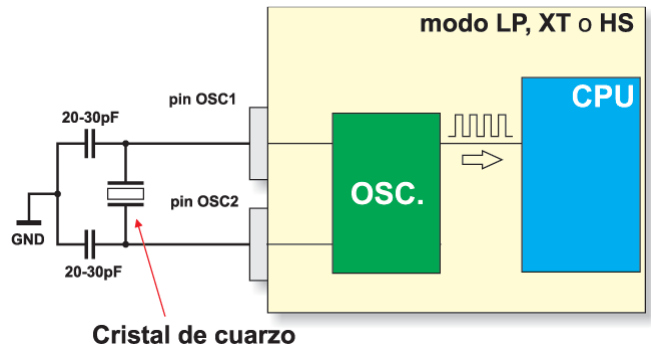 modo LP, XT o HS
CPU
pin OSC1
20-30pF
OSC.
pin OSC2
GND
20-30pF
Cristal de cuarzo